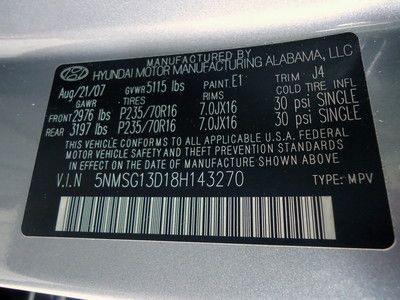 MANUFACTURED BY
HYUNDAI MOTOR MANUFACTURING ALABAMA, LLC
Aug/21/07 GVWR 5115 lbs PAINT E1 TRIM J4
GAWR TIRES RIMS COLD TIRE INFL
FRONT 2976 lbs P235/70R16 7.0JX16 30 psi SINGLE
REAR 3197 lbs P235/70R16 7.0JX16 30 psi SINGLE
THIS VEHICLE CONFORMS TO ALL APPLICABLE U.S.A. FEDERAL
MOTOR VEHICLE SAFETY AND THEFT PREVENTION STANDARDS
IN EFFECT ON THE DATE OF MANUFACTURE SHOWN ABOVE
V.I.N 5NMSG13D18H143270 TYPE: MPV